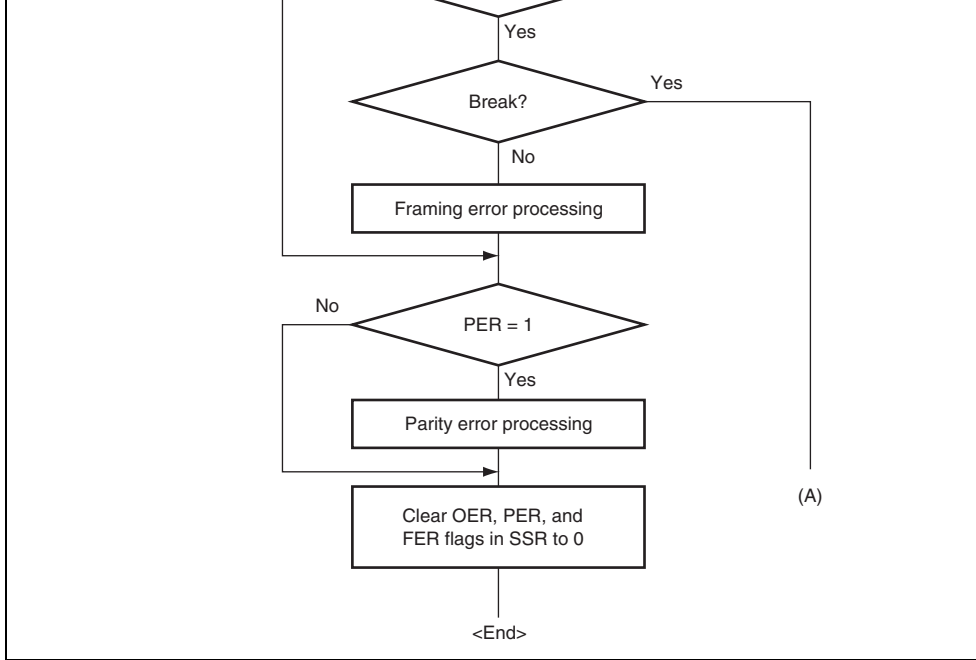 Yes
Break?
Yes
No
Framing error processing
No
PER = 1
Yes
Parity error processing
Clear OER, PER, and
FER flags in SSR to 0
(A)
<End>